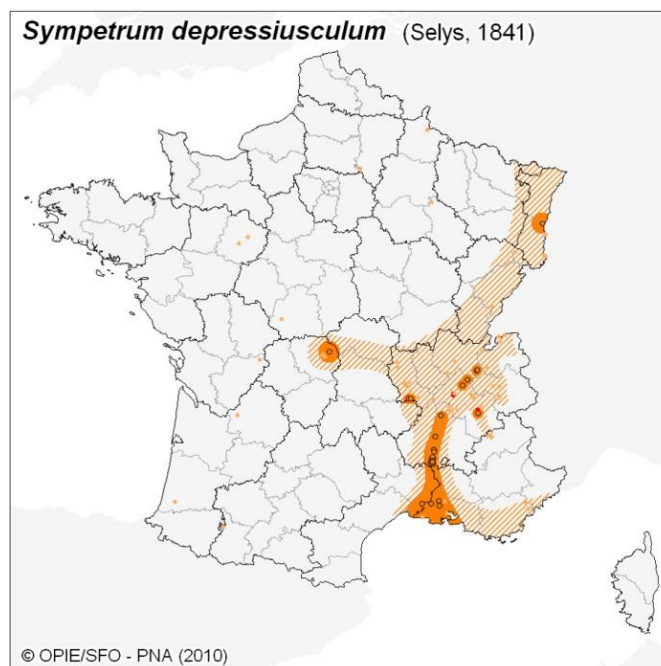 Sympetrum depressiusculum (Selys, 1841)
© OPIE/SFO - PNA (2010)